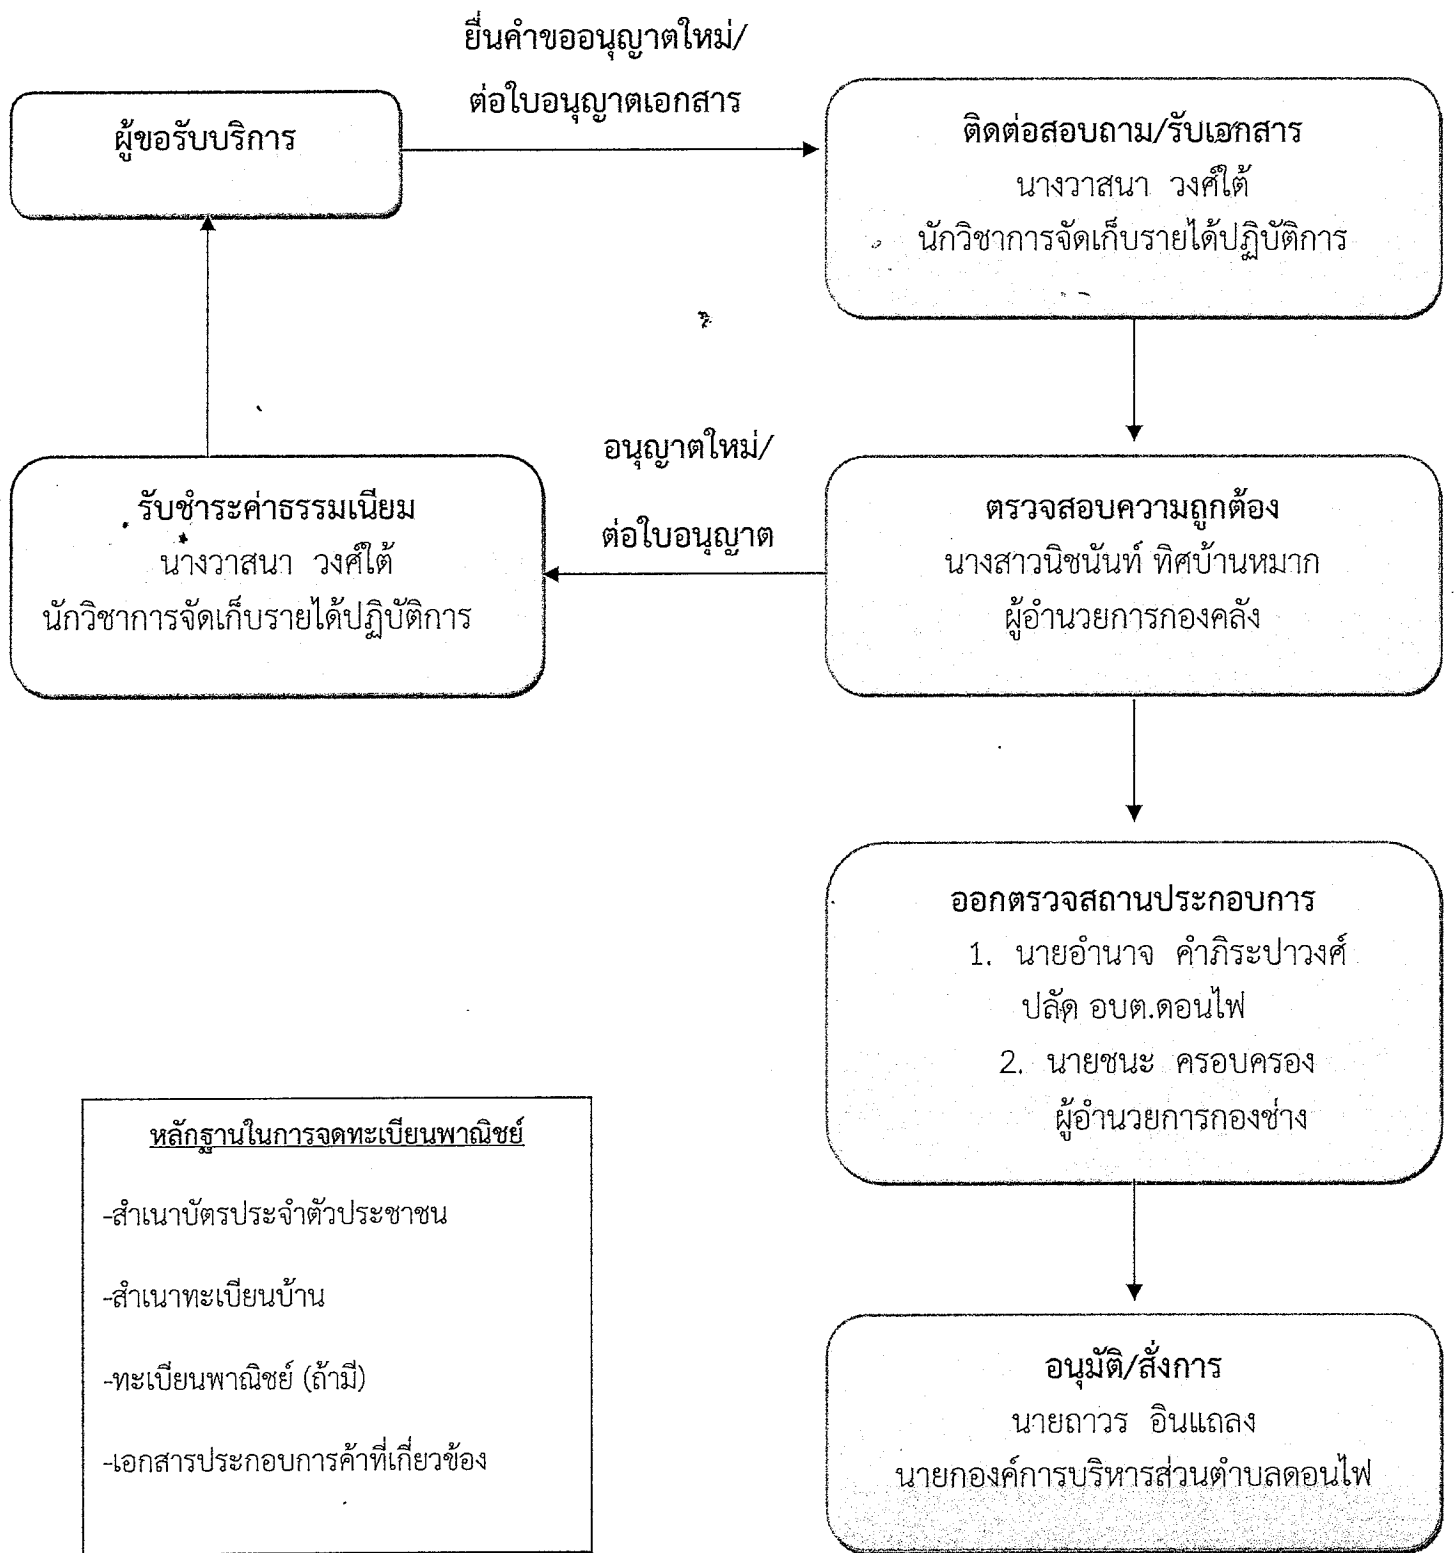 ยื่นคำขออนุญาตใหม่/
ต่อใบอนุญาตเอกสาร
ผู้ขอรับบริการ
ติดต่อสอบถาม/รับเอกสาร
นางวาสนา วงศ์ใต้
นักวิชาการจัดเก็บรายได้ปฏิบัติการ
อนุญาตใหม่/
ต่อใบอนุญาต
รับชำระค่าธรรมเนียม
นางวาสนา วงศ์ใต้
นักวิชาการจัดเก็บรายได้ปฏิบัติการ
ตรวจสอบความถูกต้อง
นางสาวนิชนันท์ ทิศบ้านหมาก
ผู้อำนวยการกองคลัง
ออกตรวจสถานประกอบการ
1. นายอำนาจ คำภิระปาวงศ์
ปลัด อบต.ดอนไฟ
2. นายชนะ ครอบครอง
ผู้อำนวยการกองช่าง
หลักฐานในการจดทะเบียนพาณิชย์
-สำเนาบัตรประจำตัวประชาชน
-สำเนาทะเบียนบ้าน
-ทะเบียนพาณิชย์ (ถ้ามี)
-เอกสารประกอบการค้าที่เกี่ยวข้อง
อนุมัติ/สั่งการ
นายถาวร อินแถลง
นายกองค์การบริหารส่วนตำบลดอนไฟ